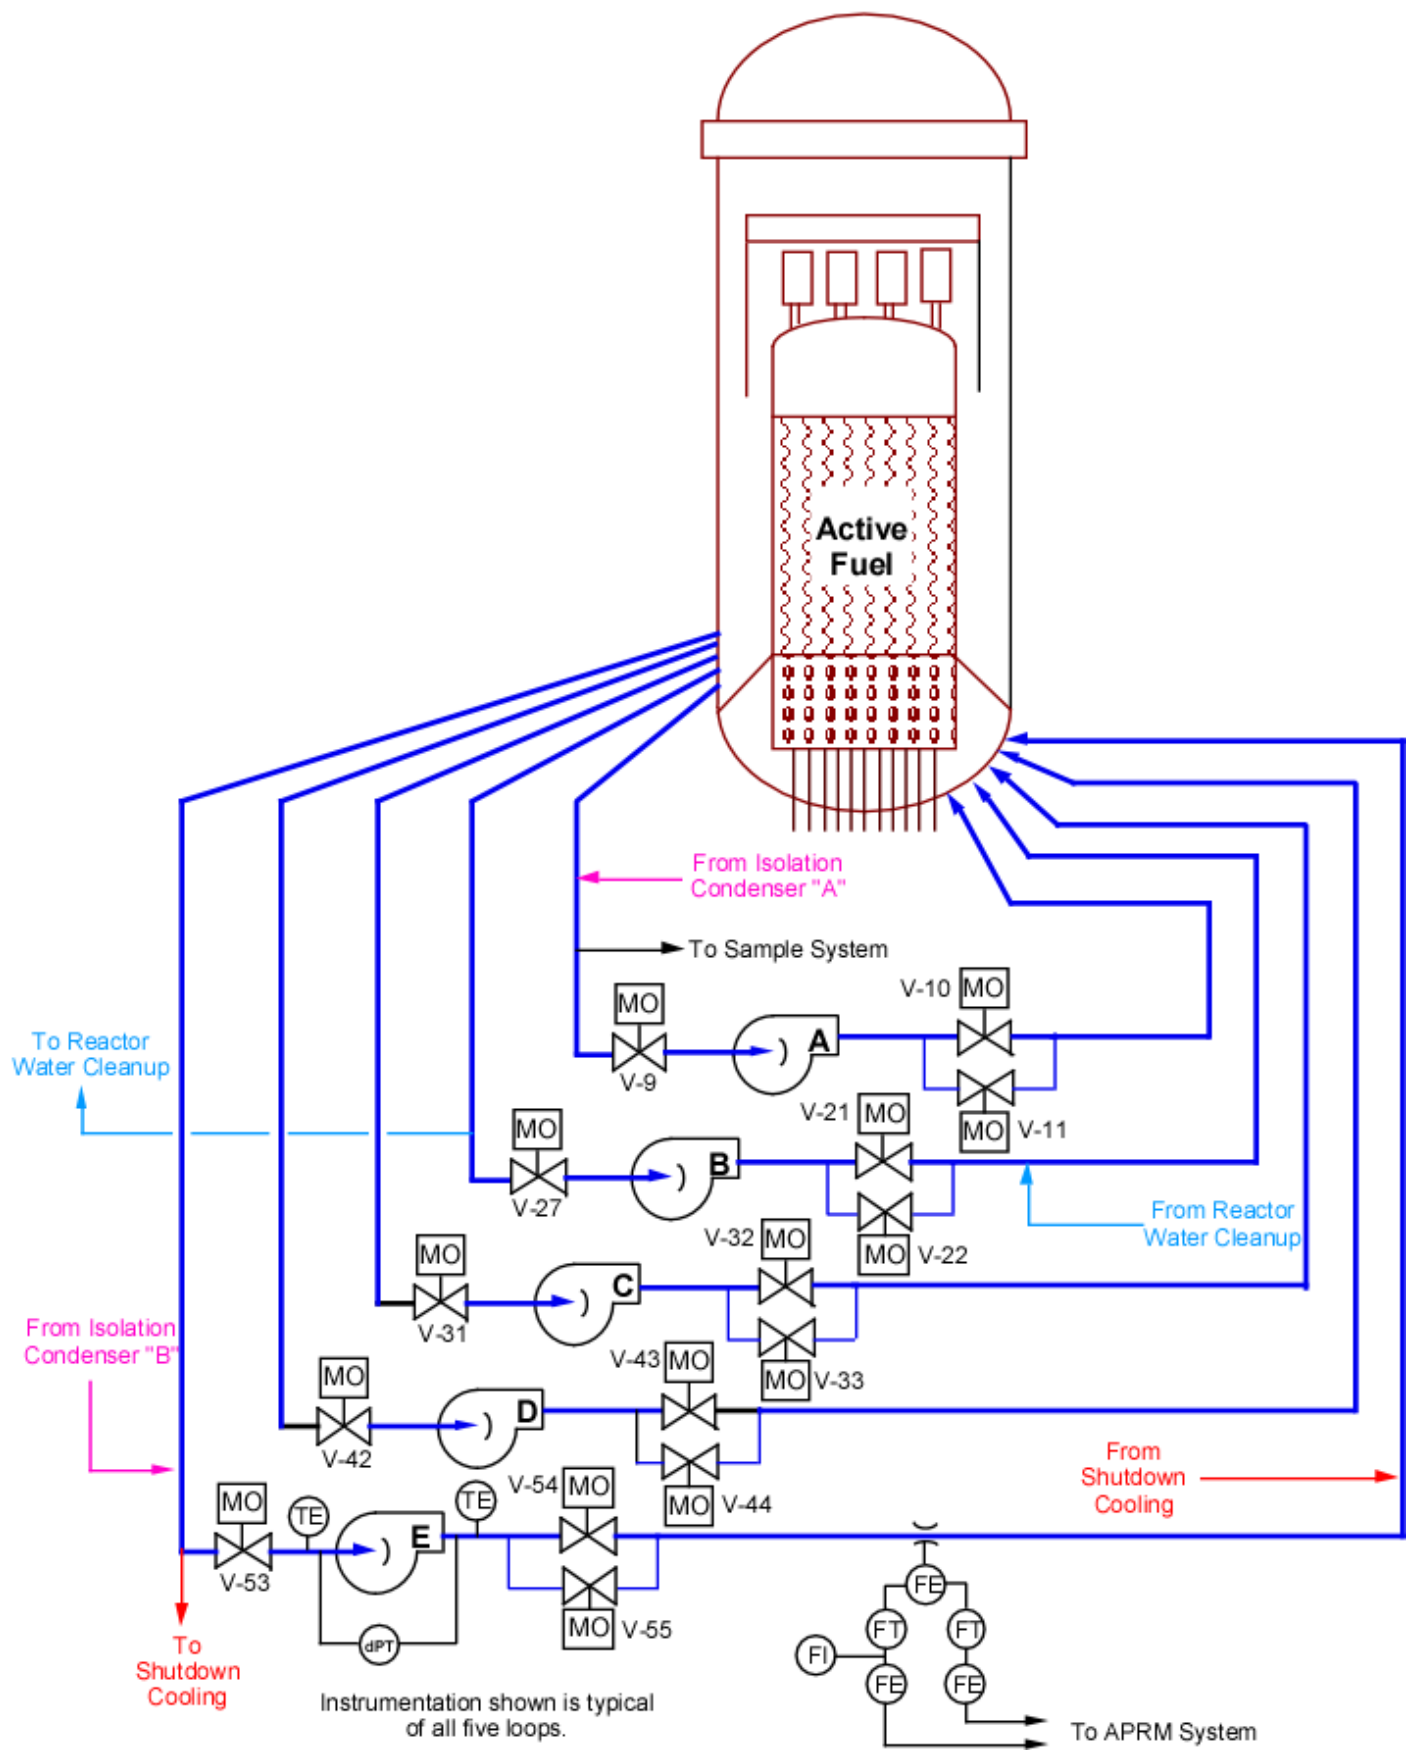 Active
Fuel
From Isolation
Condenser "A"
To Sample System
V-10
MO
MO
A
V-9
MO
V-11
To Reactor
Water Cleanup
V-21
MO
MO
B
V-27
MO
V-22
From Reactor
Water Cleanup
V-32
MO
MO
C
V-31
MO
V-33
From Isolation
Condenser "B"
V-43
MO
MO
D
V-42
MO
V-44
From
Shutdown
Cooling
V-54
MO
MO
TE
TE
E
V-53
MO
V-55
dPT
To
Shutdown
Cooling
FE
FT
FT
FI
FE
FE
Instrumentation shown is typical
of all five loops.
To APRM System